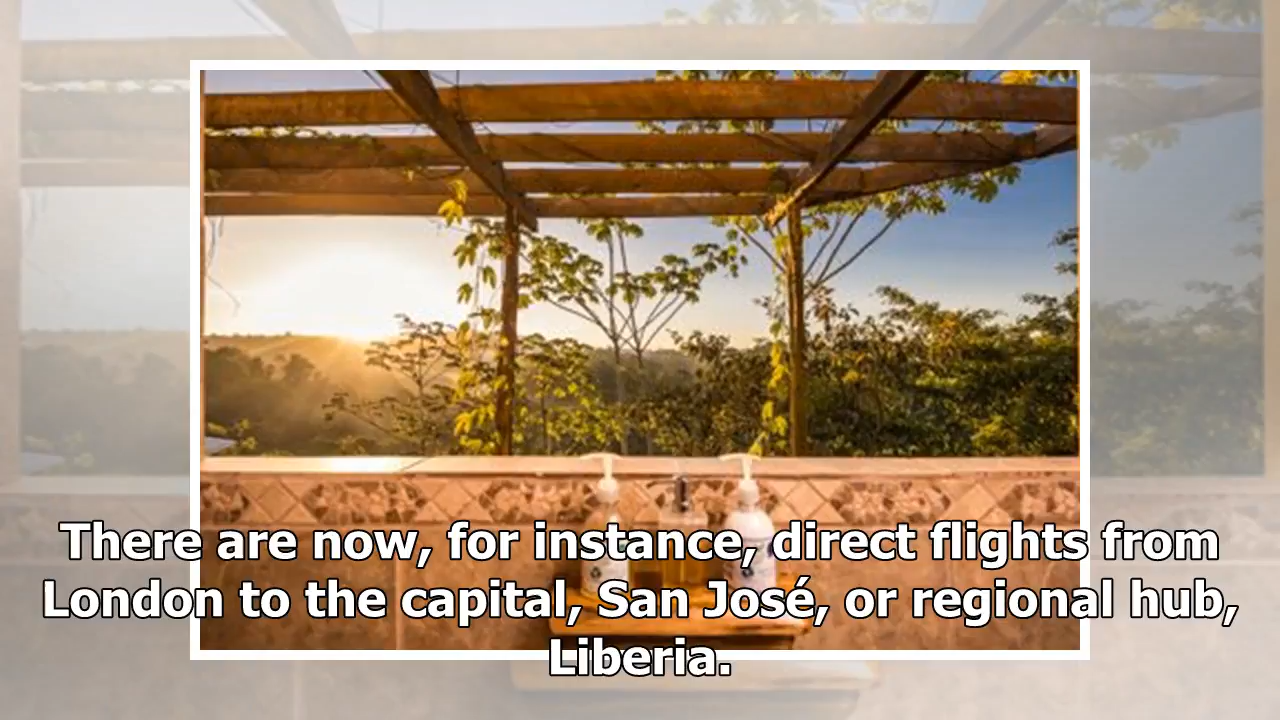 There are now, for instance, direct flights from
London to the capital, San José, or regional hub,
Liberia.